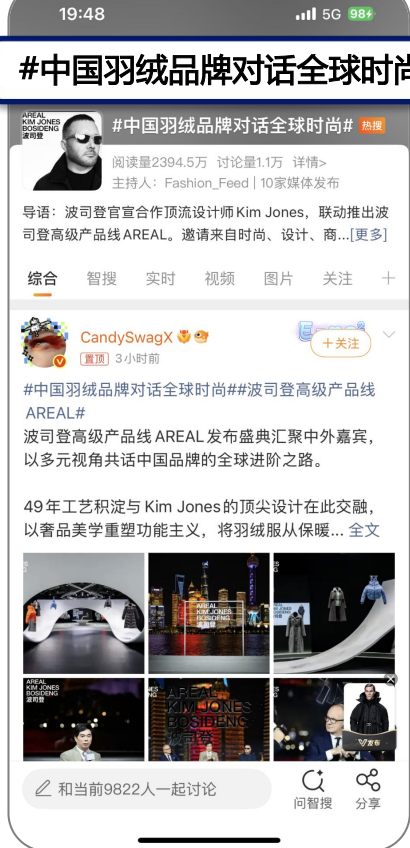 19:48
5G 98
#中国羽绒品牌对话全球时尚
AREAL
KIM JONES
BOSIDENG
波司登
#中国羽绒品牌对话全球时尚# 热搜
阅读量2394.5万 讨论量1.1万 详情>
主持人：Fashion_Feed | 10家媒体发布
导语：波司登官宣合作顶流设计师Kim Jones，联动推出波
司登高级产品线AREAL。邀请来自时尚、设计、商...[更多]
综合 智搜 实时 视频 图片 关注
CandySwagX
置顶 3小时前
+关注
#中国羽绒品牌对话全球时尚##波司登高级产品线
AREAL#
波司登高级产品线AREAL发布盛典汇聚中外嘉宾，
以多元视角共话中国品牌的全球进阶之路。
49年工艺积淀与Kim Jones的顶尖设计在此交融，
以奢品美学重塑功能主义，将羽绒服从保暖... 全文
AREAL
KIM JONES
BOSIDENG
波司登
AREAL
KIM JONES
BOSIDENG
波司登
AREAL
KIM JONES
BOSIDENG
波司登
发布
和当前9822人一起讨论
问智搜
分享